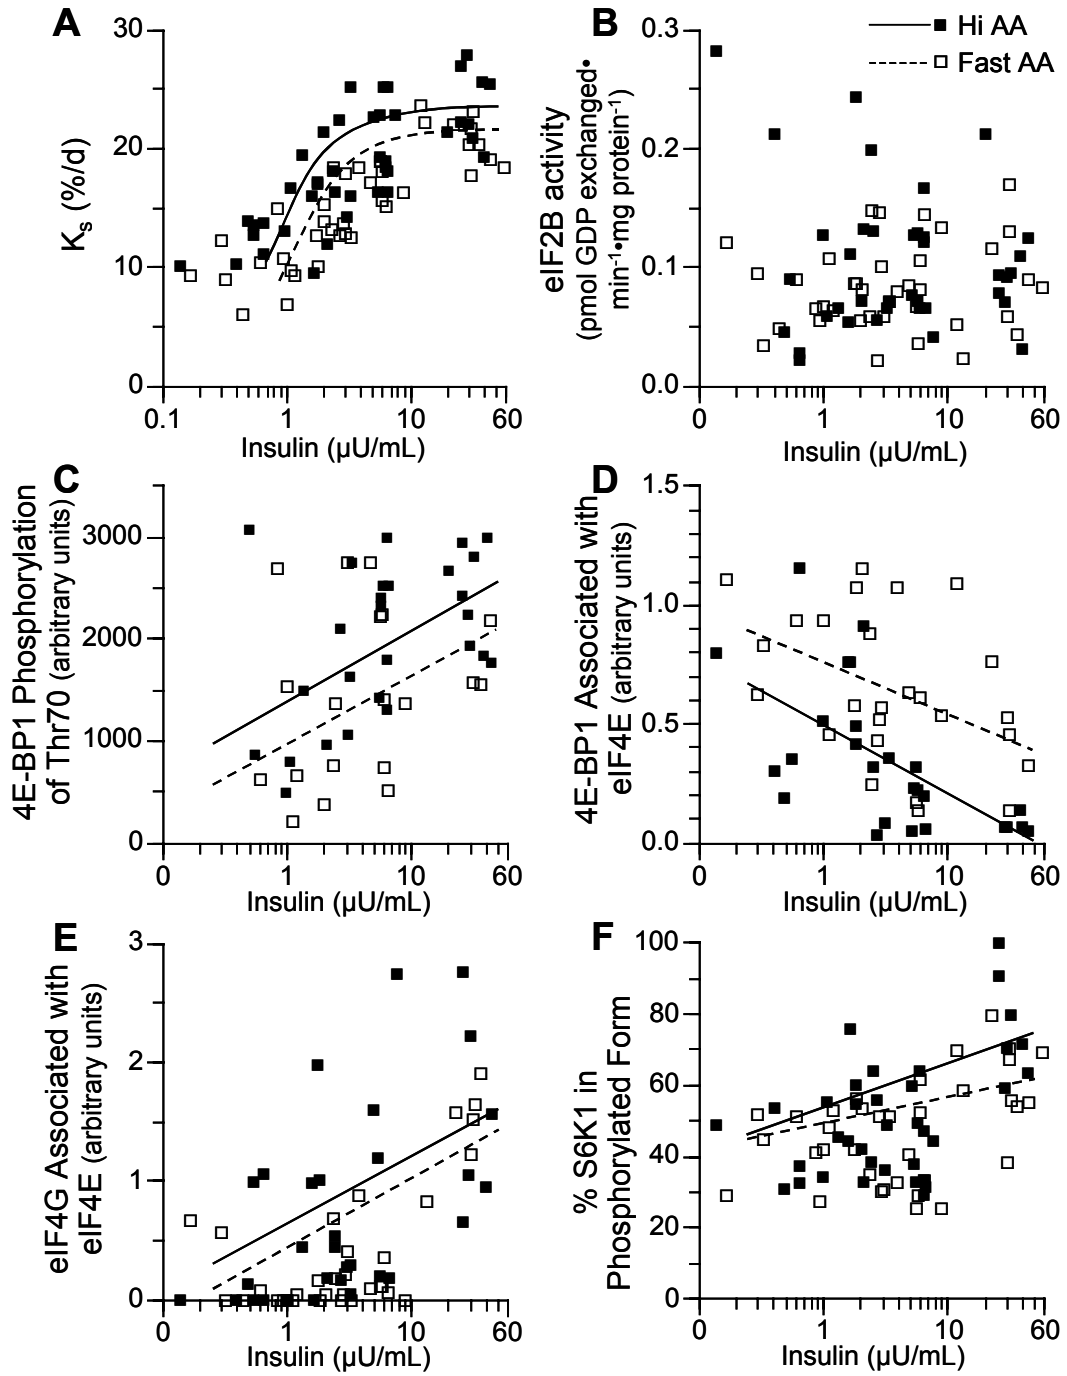 A
30
20
10
0
Kₛ (%/d)
0.1
1
10
60
Insulin (µU/mL)
B
0.3
0.2
0.1
0.0
eIF2B activity
(pmol GDP exchanged•
min⁻¹•mg protein⁻¹)
Hi AA
Fast AA
0
1
10
60
Insulin (µU/mL)
C
3000
2000
1000
0
4E-BP1 Phosphorylation
of Thr70 (arbitrary units)
0
1
10
60
Insulin (µU/mL)
D
1.5
1.0
0.5
0.0
4E-BP1 Associated with
eIF4E (arbitrary units)
0
1
10
60
Insulin (µU/mL)
E
3
2
1
0
eIF4G Associated with
eIF4E (arbitrary units)
0
1
10
60
Insulin (µU/mL)
F
100
80
60
40
20
0
% S6K1 in
Phosphorylated Form
0
1
10
60
Insulin (µU/mL)